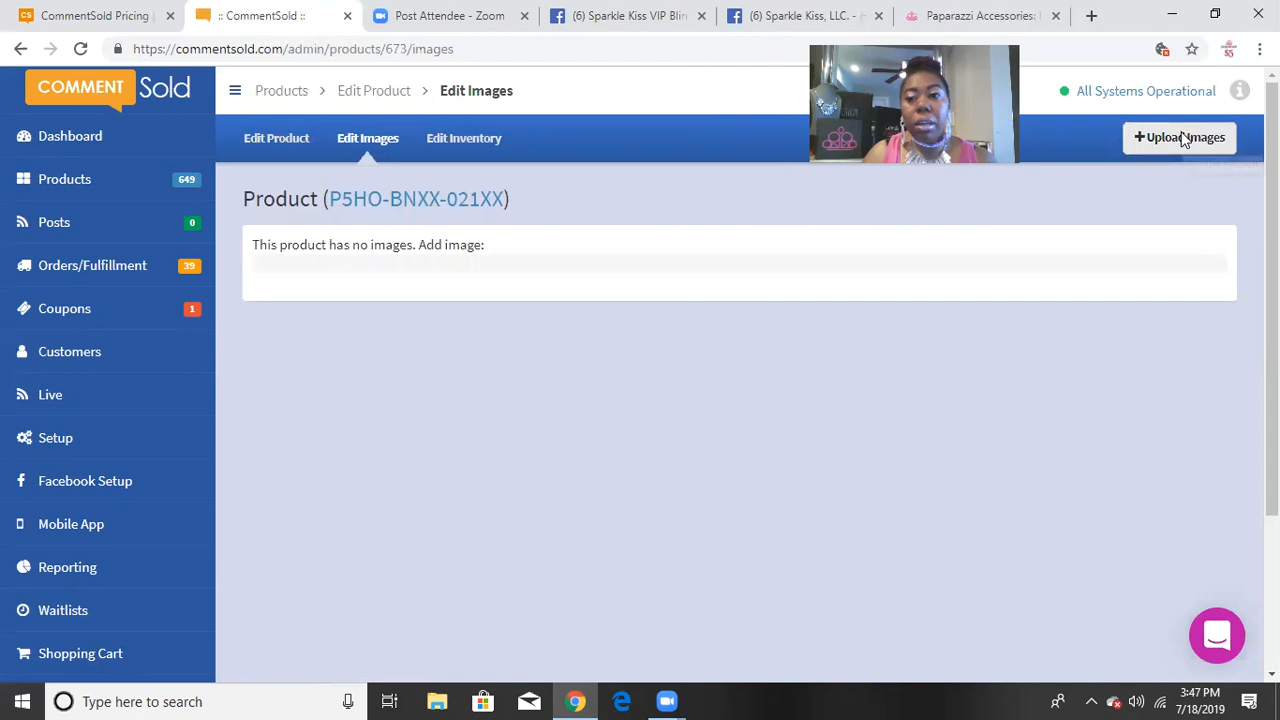 CommentSold Pricing |
:: CommentSold ::
Post Attendee - Zoom
(6) Sparkle Kiss VIP Blin
(6) Sparkle Kiss, LLC. -
Paparazzi Accessories:
https://commentsold.com/admin/products/673/images
COMMENT Sold
Products > Edit Product > Edit Images
All Systems Operational
Edit Product
Edit Images
Edit Inventory
+Upload Images
Dashboard
Products 649
Posts 0
Orders/Fulfillment 39
Coupons 1
Customers
Live
Setup
Facebook Setup
Mobile App
Reporting
Waitlists
Shopping Cart
Product (P5HO-BNXX-021XX)
This product has no images. Add image:
Type here to search
3:47 PM
7/18/2019